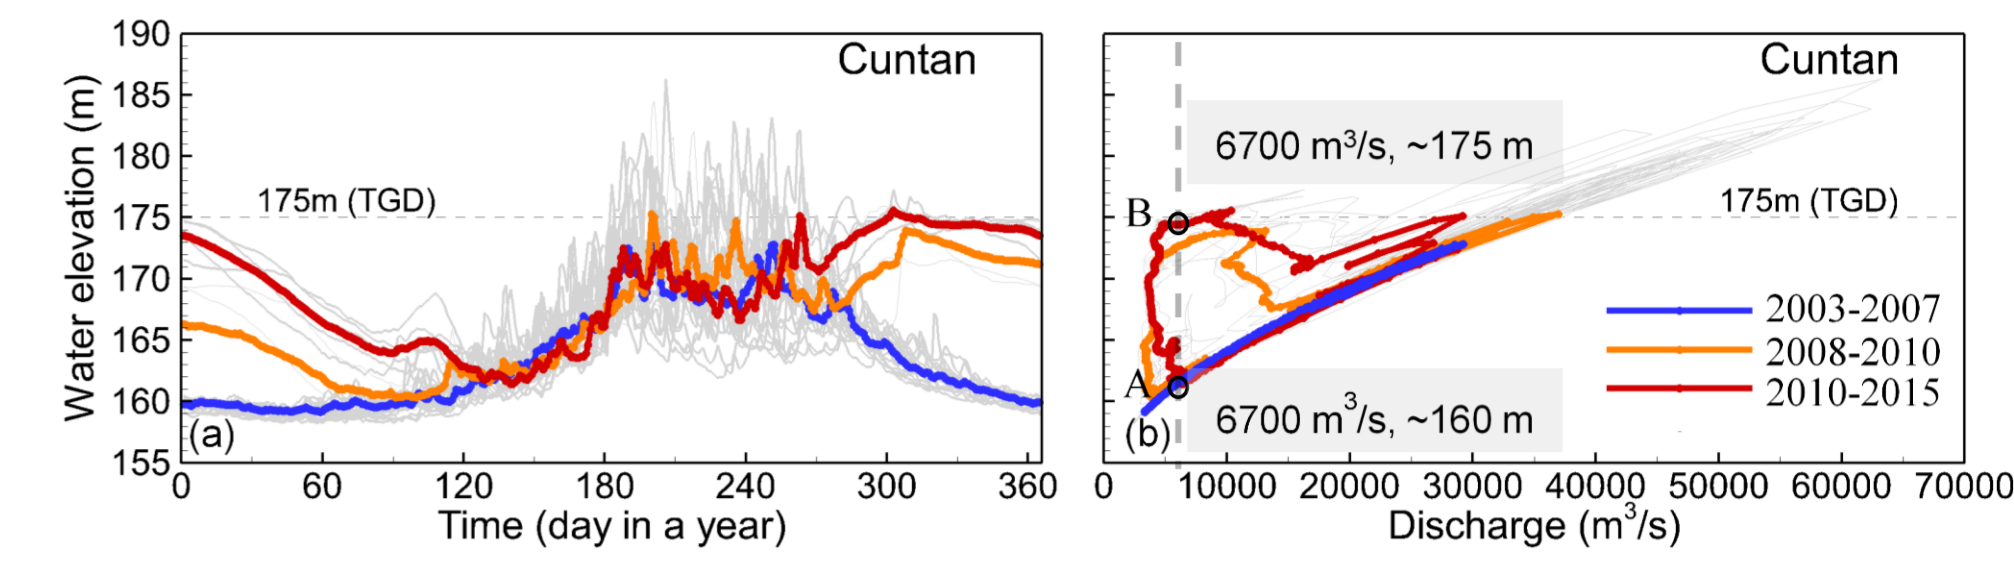 190
185
180
175
170
165
160
155
Water elevation (m)
Cuntan
175m (TGD)
(a)
0 60 120 180 240 300 360
Time (day in a year)
Cuntan
6700 m³/s, ~175 m
B
175m (TGD)
2003-2007
2008-2010
2010-2015
A
6700 m³/s, ~160 m
(b)
0 10000 20000 30000 40000 50000 60000 70000
Discharge (m³/s)